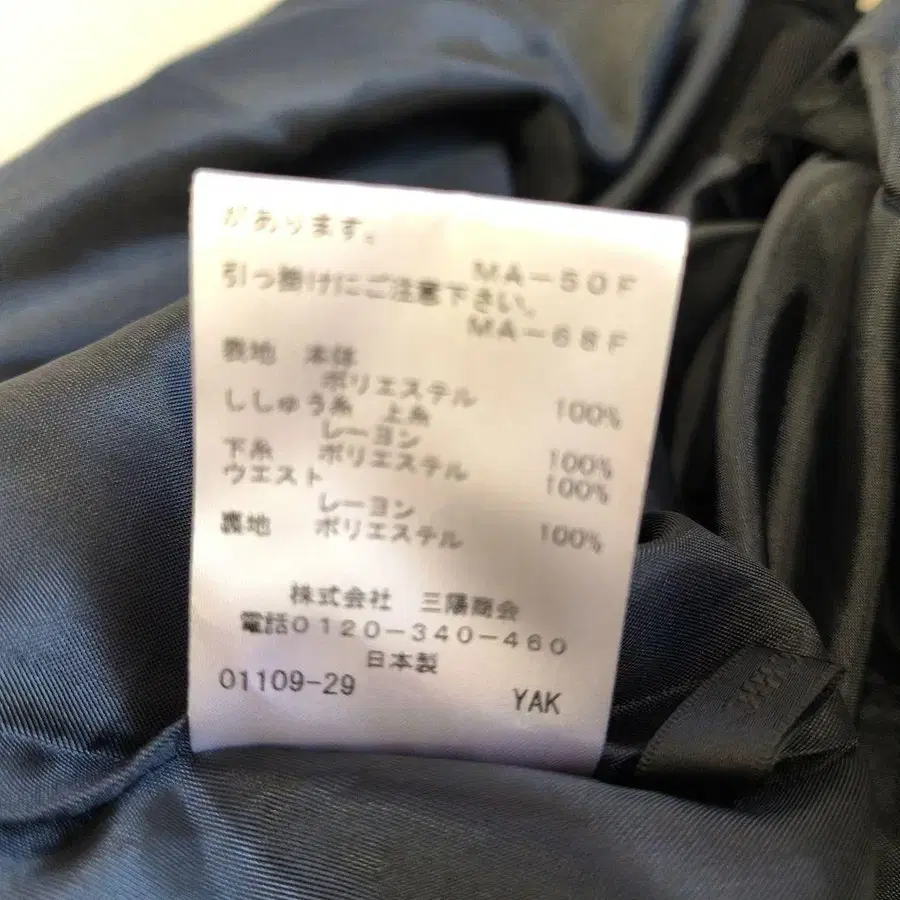 があります。
MA-50F
引っ掛けにご注意下さい。
MA-68F
表地 本体
ポリエステル 100%
ししゅう糸 上糸
レーヨン 100%
下糸 ポリエステル 100%
ウエスト
レーヨン 100%
裏地 ポリエステル
株式会社 三陽商会
電話0120-340-460
日本製
01109-29 YAK